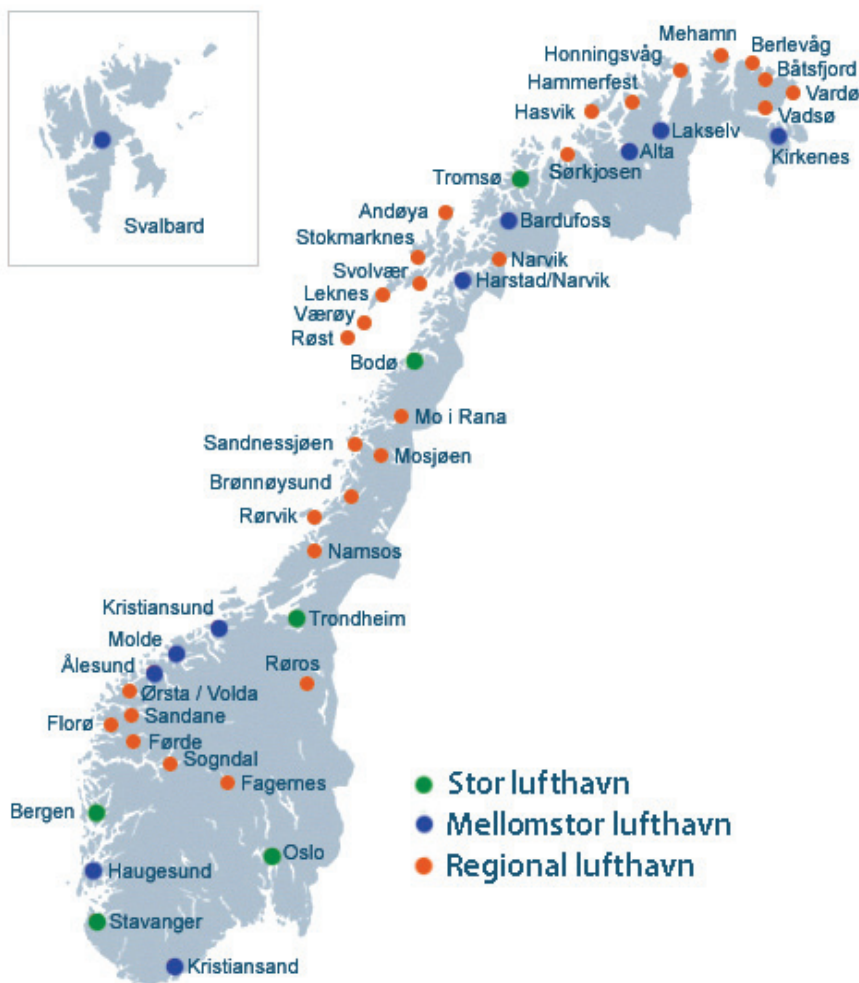 Mehamn
Berlevåg
Honningsvåg
Båtsfjord
Hammerfest
Vardø
Hasvik
Vadsø
Lakselv
Kirkenes
Alta
Sørkjosen
Tromsø
Andøya
Bardufoss
Svalbard
Stokmarknes
Narvik
Svolvær
Harstad/Narvik
Leknes
Værøy
Røst
Bodø
Mo i Rana
Sandnessjøen
Mosjøen
Brønnøysund
Rørvik
Namsos
Kristiansund
Trondheim
Molde
Ålesund
Røros
Ørsta / Volda
Sandane
Florø
Førde
Sogndal
Fagernes
Stor lufthavn
Bergen
Mellomstor lufthavn
Oslo
Regional lufthavn
Haugesund
Stavanger
Kristiansand